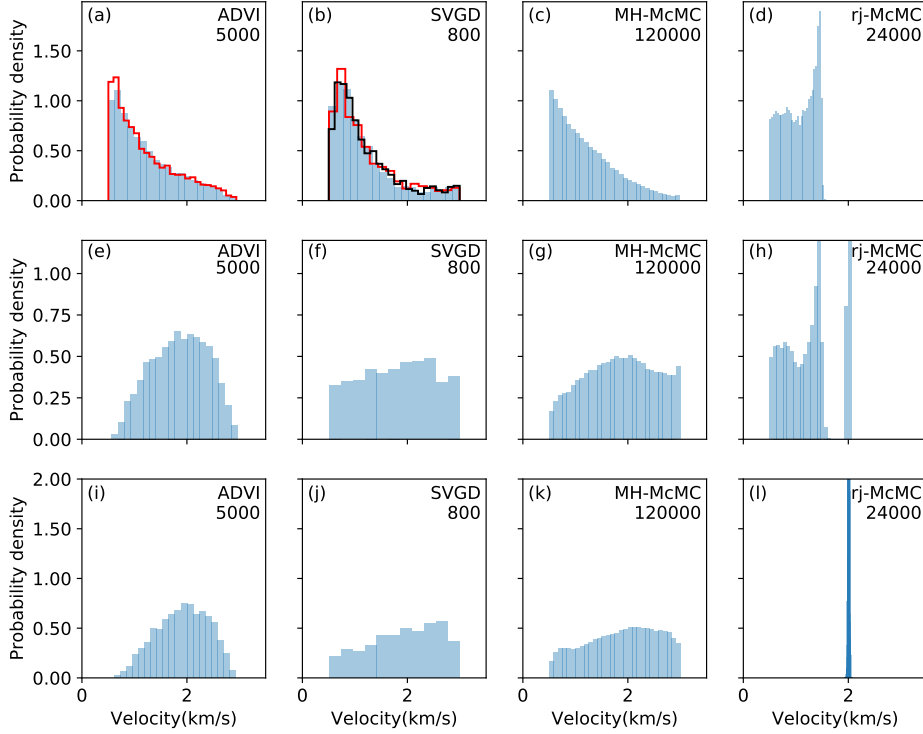 (a) ADVI
5000
(b) SVGD
800
(c) MH-McMC
120000
(d) rj-McMC
24000
Probability density
1.50
1.00
0.50
0.00
(e) ADVI
5000
(f) SVGD
800
(g) MH-McMC
120000
(h) rj-McMC
24000
Probability density
1.00
0.75
0.50
0.25
0.00
(i) ADVI
5000
(j) SVGD
800
(k) MH-McMC
120000
(l) rj-McMC
24000
Probability density
2.00
1.50
1.00
0.50
0.00
0 2
0 2
0 2
0 2
Velocity(km/s)
Velocity(km/s)
Velocity(km/s)
Velocity(km/s)